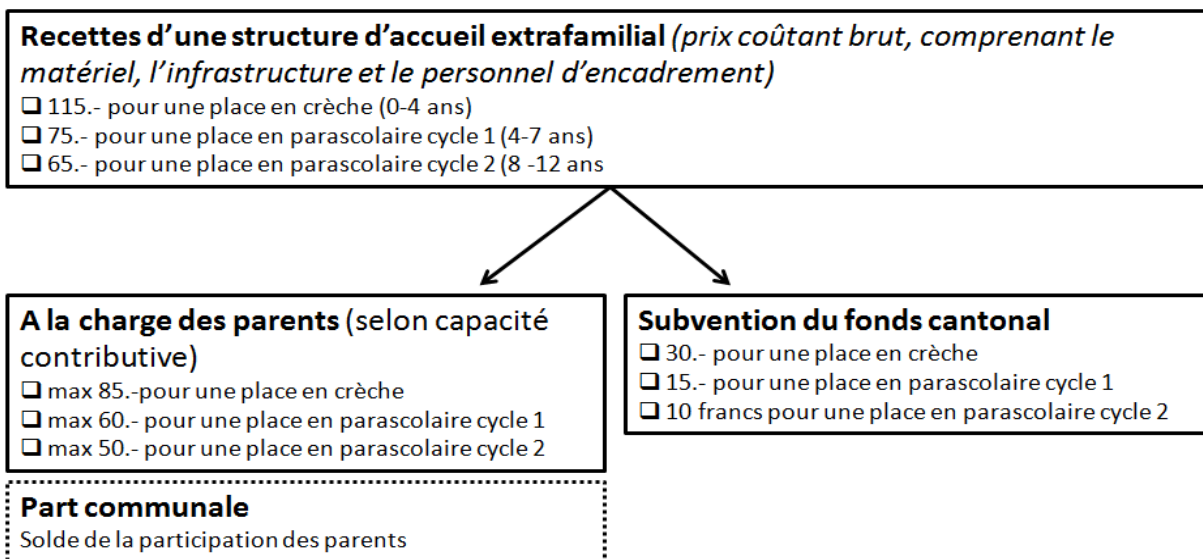 Recettes d'une structure d'accueil extrafamilial (prix coûtant brut, comprenant le
matériel, l'infrastructure et le personnel d'encadrement)
❑ 115.- pour une place en crèche (0-4 ans)
❑ 75.- pour une place en parascolaire cycle 1 (4-7 ans)
❑ 65.- pour une place en parascolaire cycle 2 (8 -12 ans
A la charge des parents (selon capacité
contributive)
❑ max 85.-pour une place en crèche
❑ max 60.- pour une place en parascolaire cycle 1
❑ max 50.- pour une place en parascolaire cycle 2
Subvention du fonds cantonal
❑ 30.- pour une place en crèche
❑ 15.- pour une place en parascolaire cycle 1
❑ 10 francs pour une place en parascolaire cycle 2
Part communale
Solde de la participation des parents